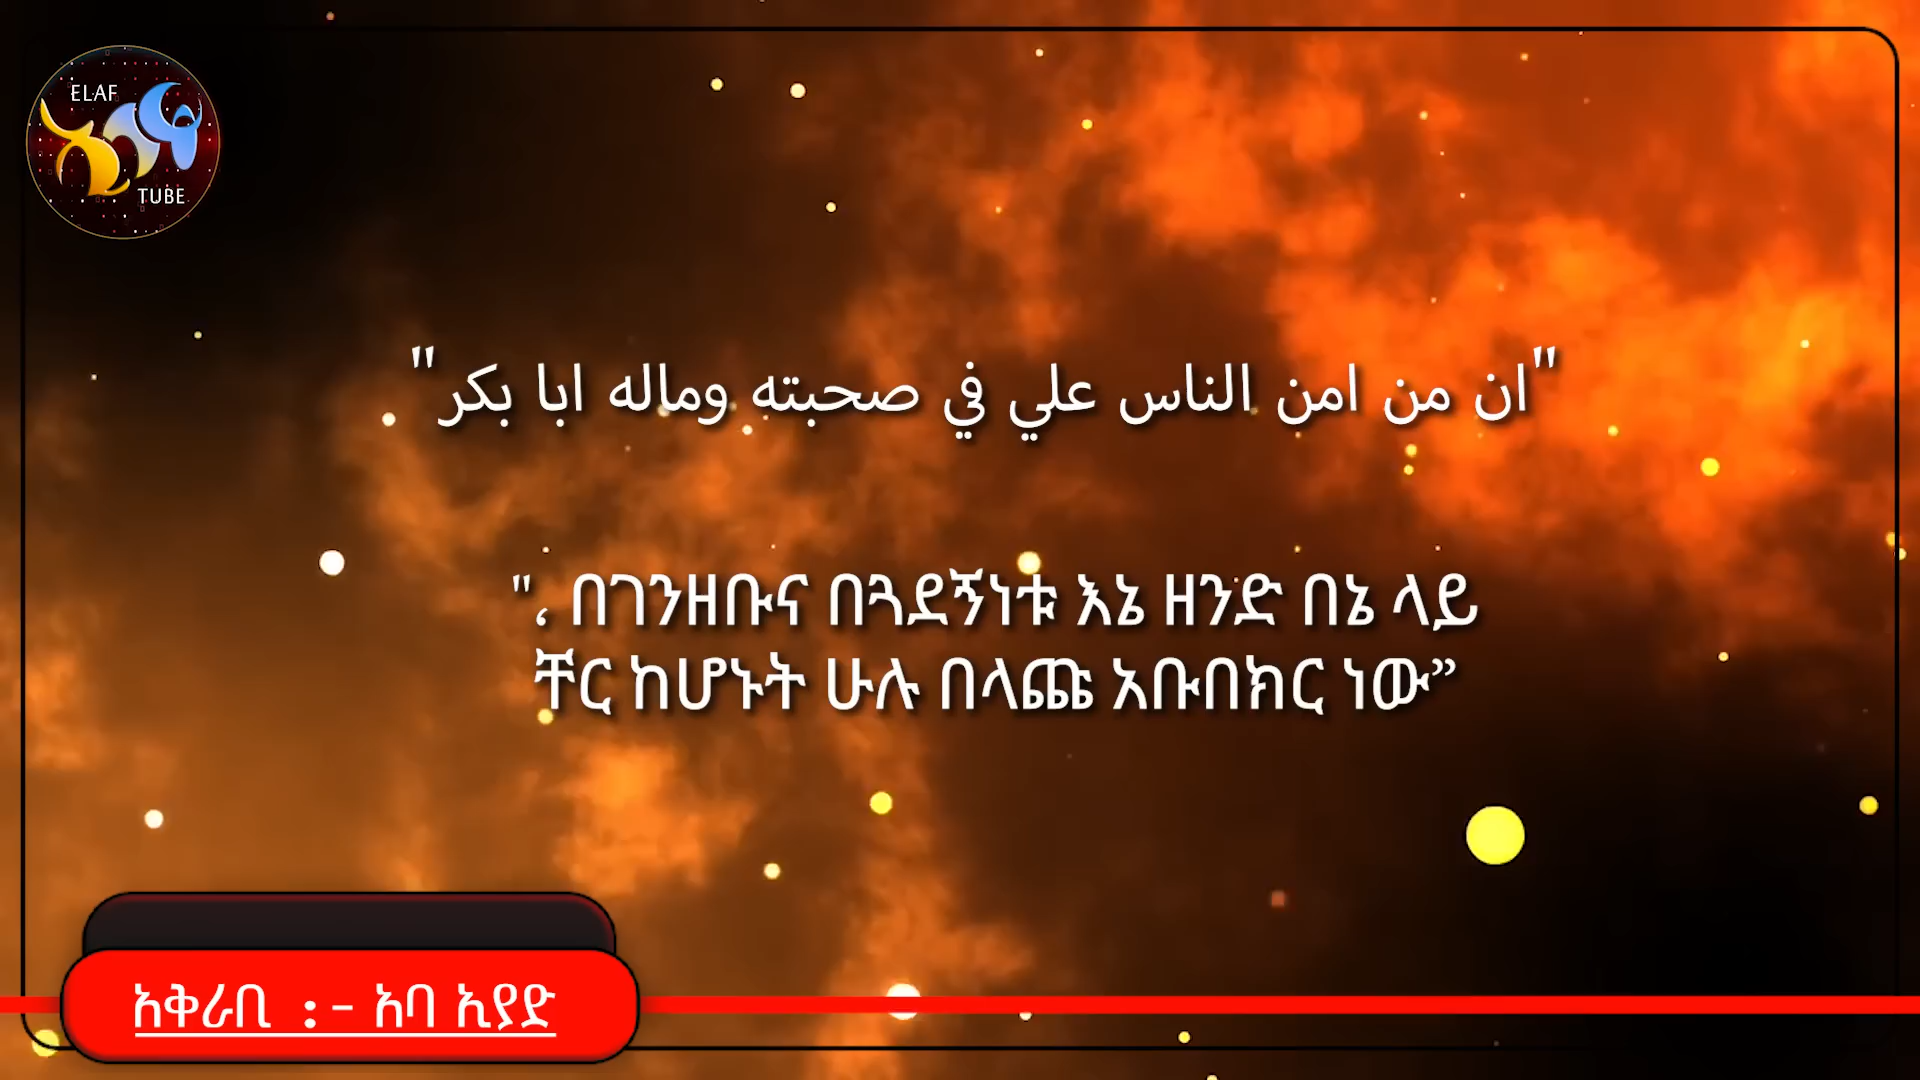 ELAF
TUBE
"ان من امن الناس علي في صحبته وماله ابا بكر"
"، በገንዘቡና በጓደኝነቱ እኔ ዘንድ በኔ ላይ
ቸር ከሆኑት ሁሉ በላጩ አቡበክር ነው”
አቅራቢ :- አባ ኢያድ